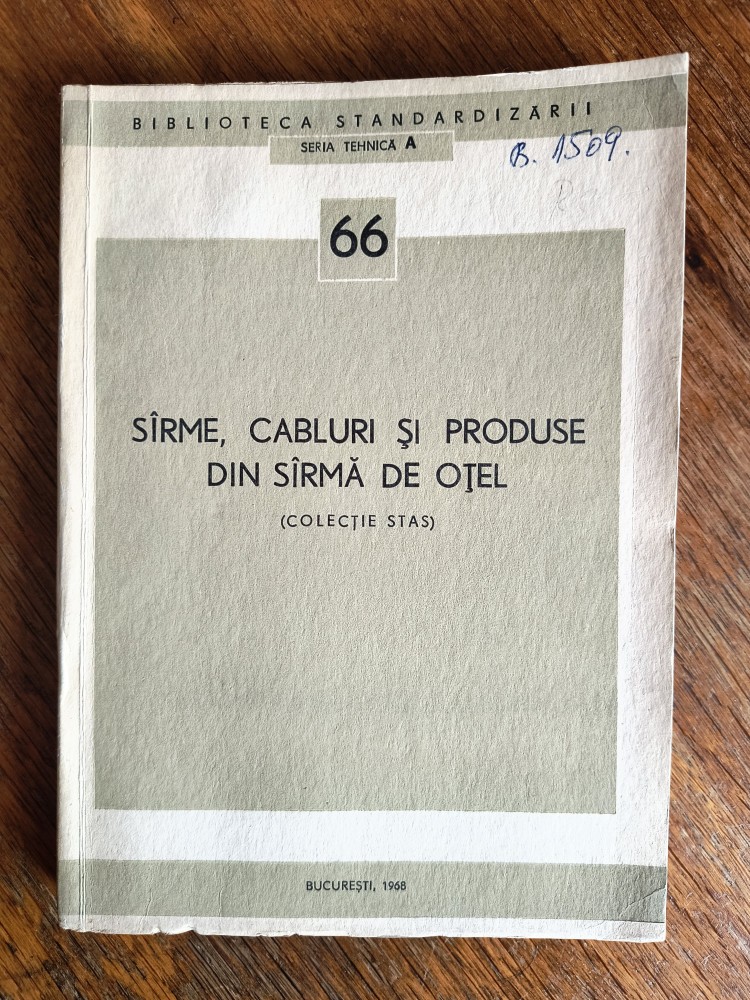 BIBLIOTECA STANDARDIZĂRII
SERIA TEHNICĂ A
B. 1509.
66
SÎRME, CABLURI ŞI PRODUSE
DIN SÎRMĂ DE OŢEL
(COLECŢIE STAS)
BUCUREŞTI, 1968